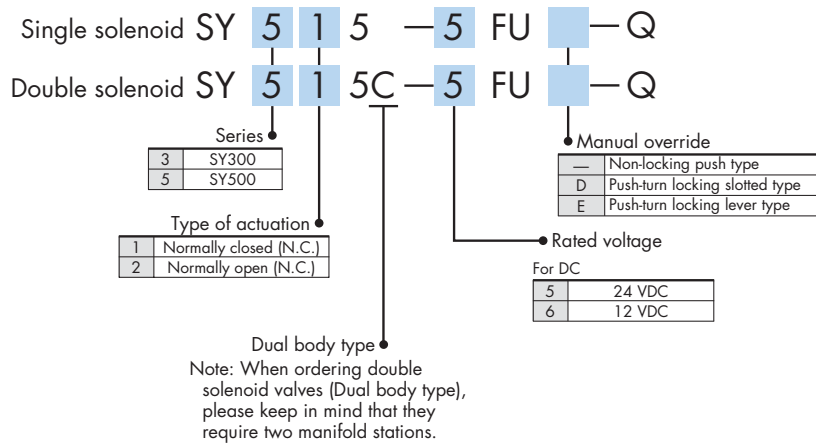 Single solenoid SY 5 1 5 — 5 FU — Q
Double solenoid SY 5 1 5C — 5 FU — Q
Series
3 SY300
5 SY500
Manual override
— Non-locking push type
D Push-turn locking slotted type
E Push-turn locking lever type
Type of actuation
1 Normally closed (N.C.)
2 Normally open (N.C.)
Rated voltage
For DC
5 24 VDC
6 12 VDC
Dual body type
Note: When ordering double
solenoid valves (Dual body type),
please keep in mind that they
require two manifold stations.